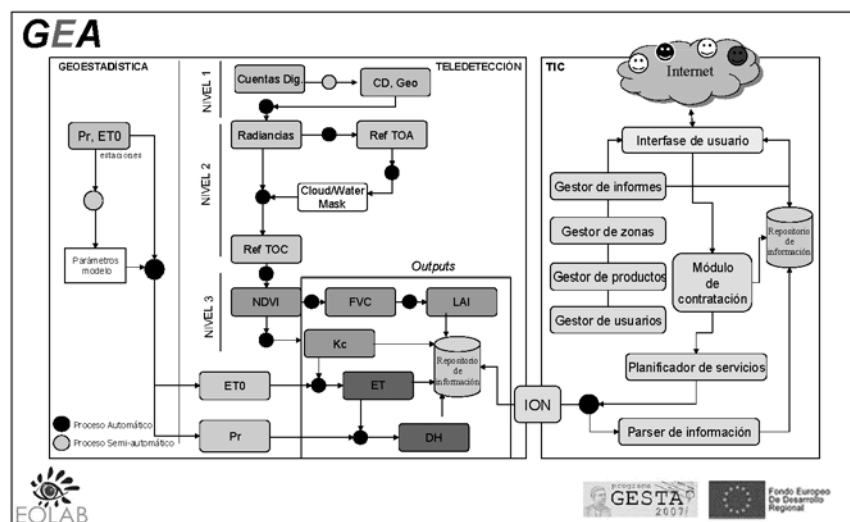 GEA
GEOESTADÍSTICA
TELEDETECCIÓN
TIC
NIVEL 1
Cuentas Dig.
CD, Geo
Internet
Pr, ET0
estaciones
NIVEL 2
Radiancias
Ref TOA
Interfase de usuario
Cloud/Water
Mask
Gestor de informes
Repositorio
de
información
Gestor de zonas
Parámetros
modelo
Ref TOC
Outputs
Gestor de productos
Módulo
de
contratación
NIVEL 3
NDVI
FVC
LAI
Gestor de usuarios
Kc
Repositorio
de
información
Planificador de servicios
ET0
ET
ION
Proceso Automático
Proceso Semi-automático
Pr
DH
Parser de información
EOLAB
programa
GESTA
2007
Fondo Europeo
De Desarrollo
Regional